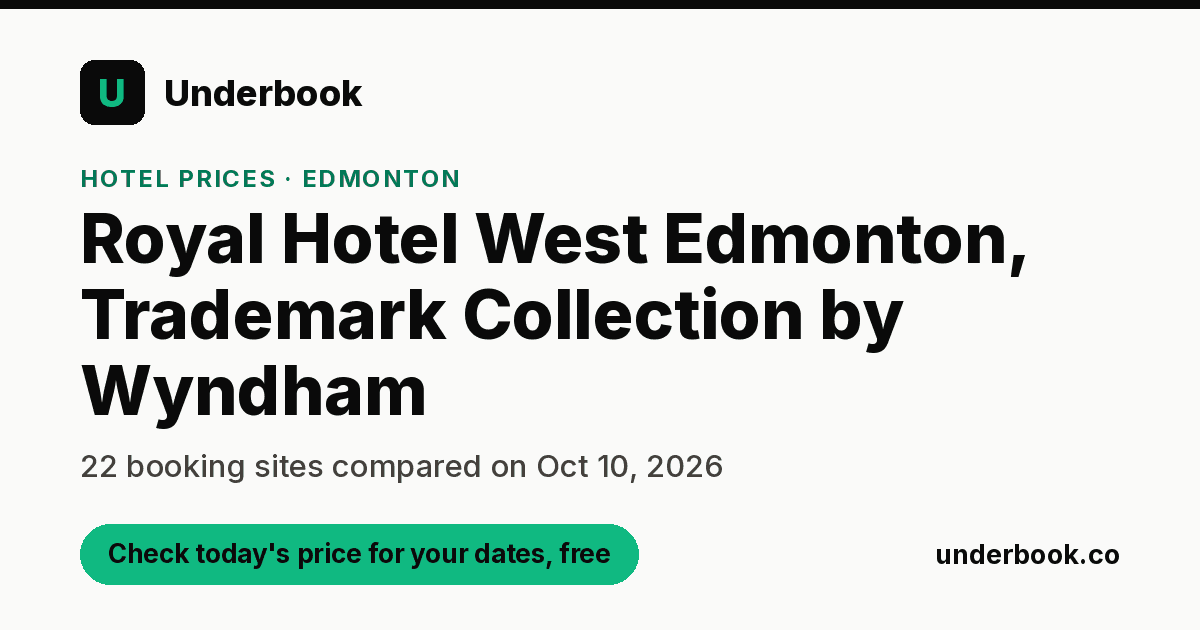 U Underbook
HOTEL PRICES · EDMONTON
Royal Hotel West Edmonton,
Trademark Collection by
Wyndham
22 booking sites compared on Oct 10, 2026
Check today's price for your dates, free
underbook.co